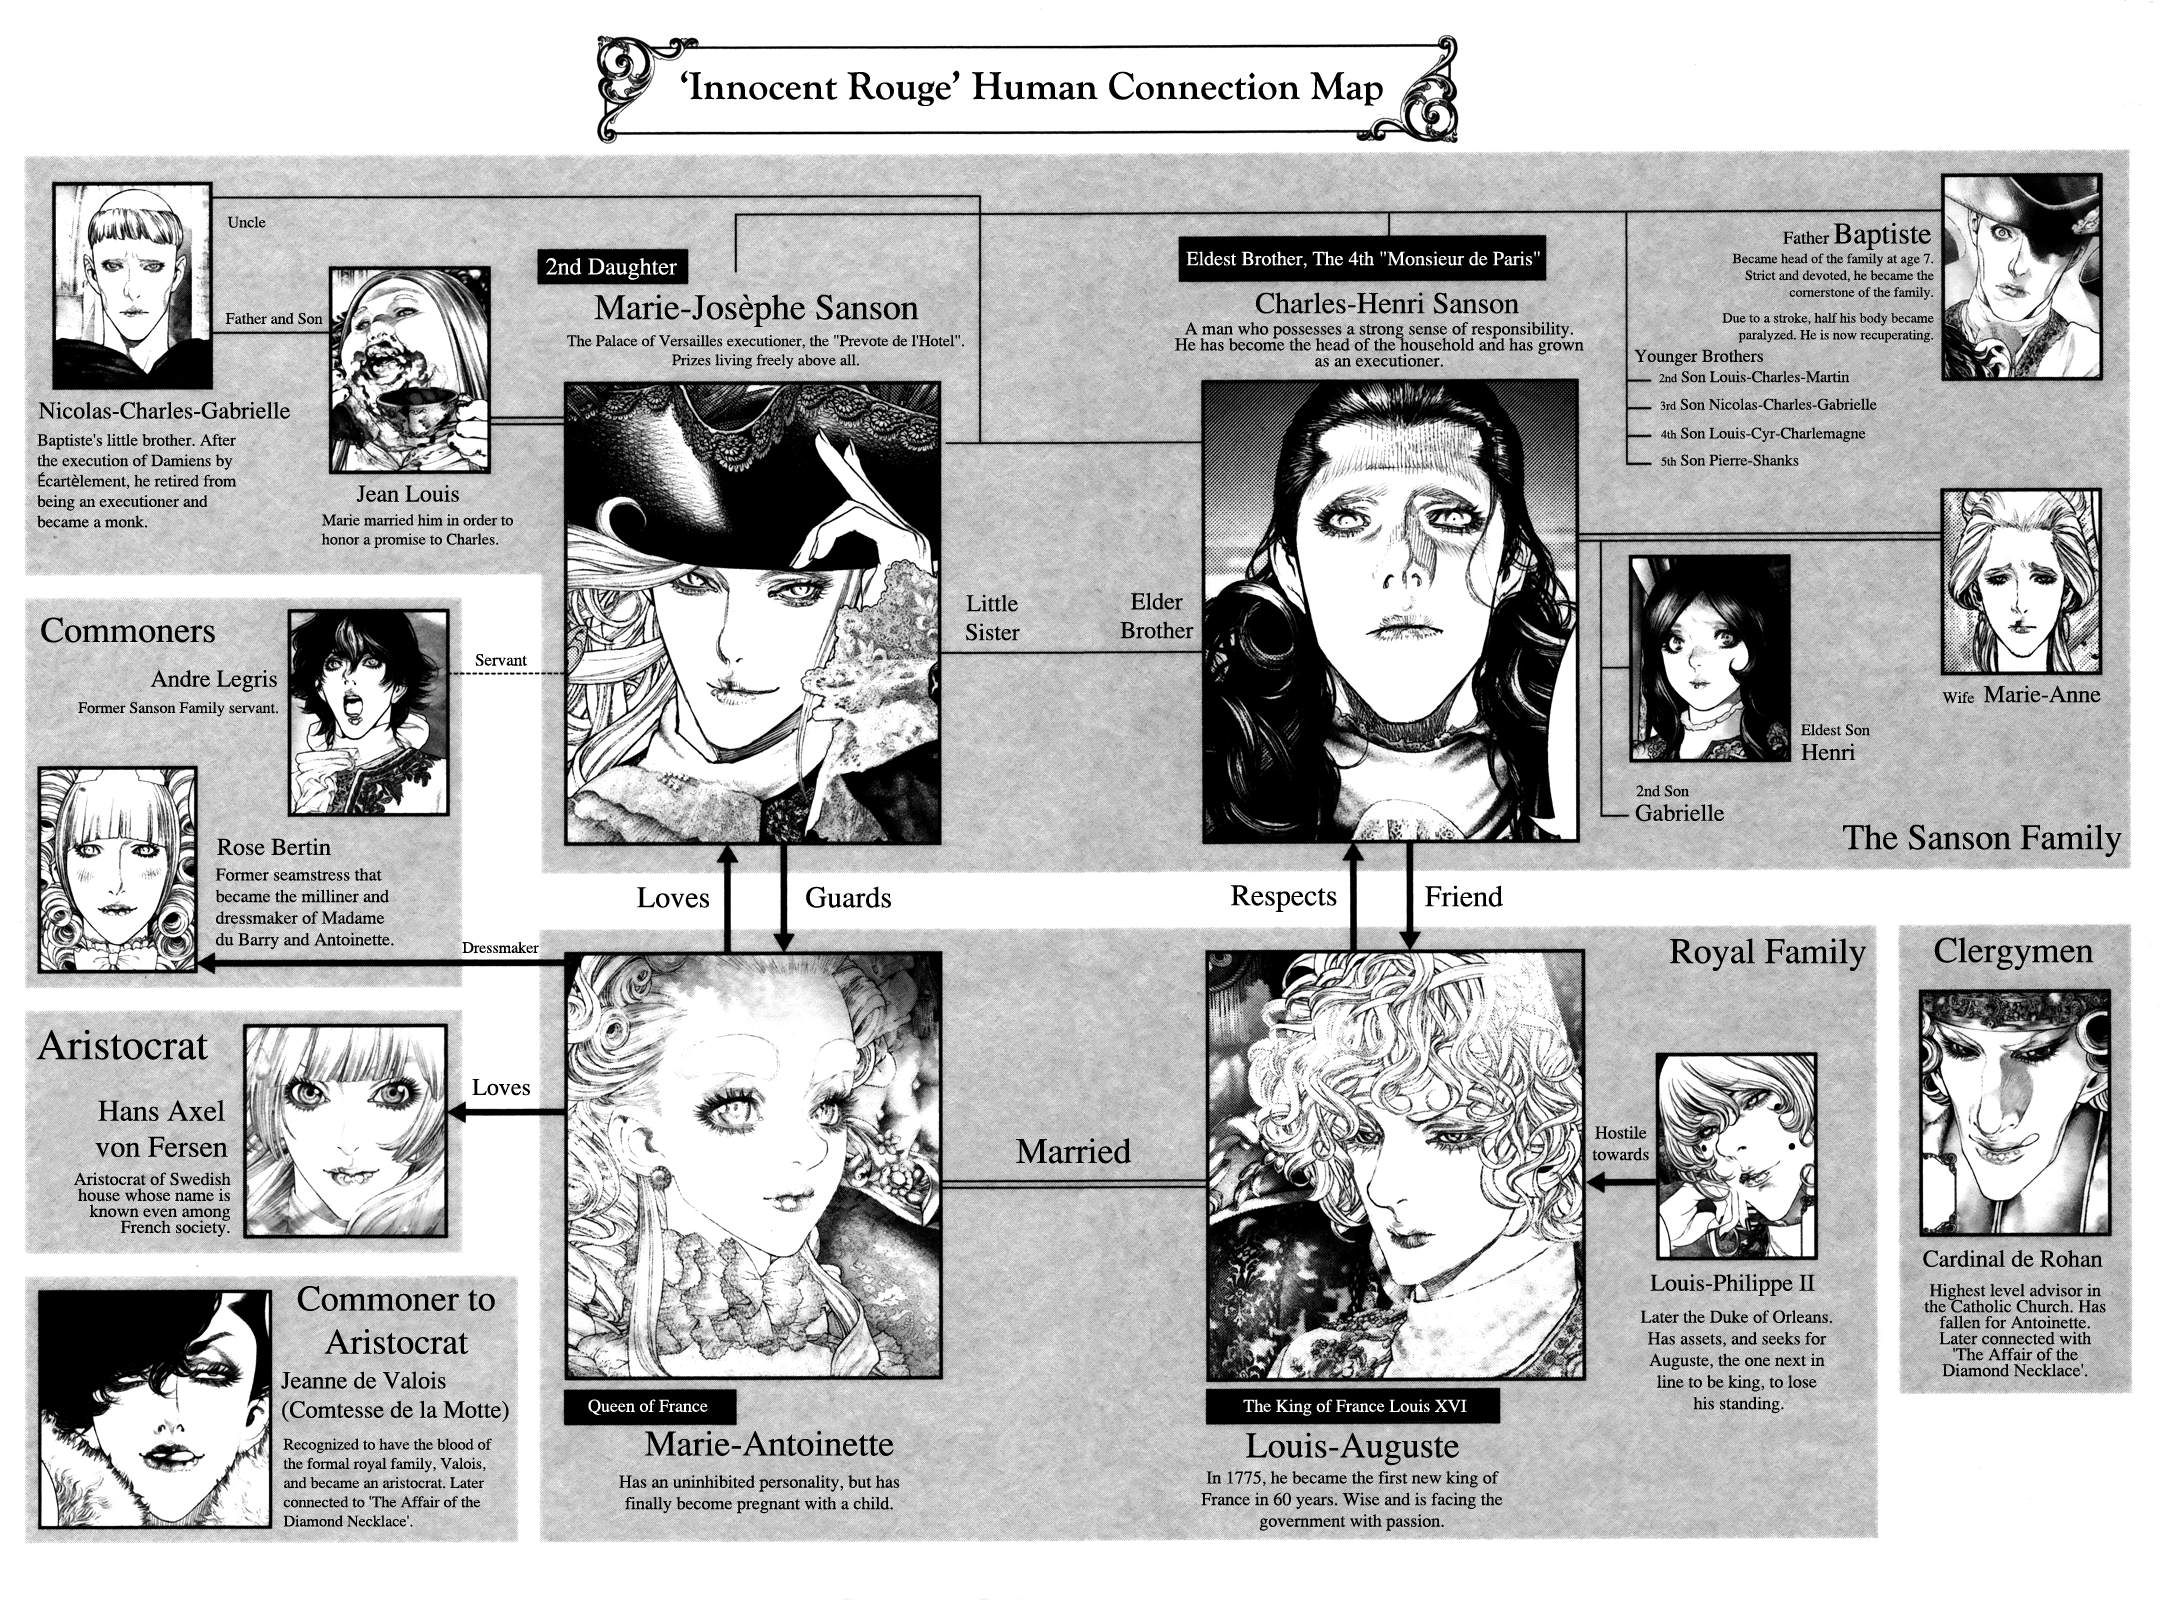 'Innocent Rouge' Human Connection Map
Uncle
Father and Son
Nicolas-Charles-Gabrielle
Baptiste's little brother. After
the execution of Damiens by
Écartèlement, he retired from
being an executioner and
became a monk.
Jean Louis
Marie married him in order to
honor a promise to Charles.
2nd Daughter
Marie-Josèphe Sanson
The Palace of Versailles executioner, the "Prevote de l'Hotel".
Prizes living freely above all.
Eldest Brother, The 4th "Monsieur de Paris"
Charles-Henri Sanson
A man who possesses a strong sense of responsibility.
He has become the head of the household and has grown
as an executioner.
Father Baptiste
Became head of the family at age 7.
Strict and devoted, he became the
cornerstone of the family.
Due to a stroke, half his body became
paralyzed. He is now recuperating.
Younger Brothers
2nd Son Louis-Charles-Martin
3rd Son Nicolas-Charles-Gabrielle
4th Son Louis-Cyr-Charlemagne
5th Son Pierre-Shanks
Little
Sister
Elder
Brother
Wife Marie-Anne
Eldest Son
Henri
2nd Son
Gabrielle
The Sanson Family
Commoners
Andre Legris
Former Sanson Family servant.
Servant
Rose Bertin
Former seamstress that
became the milliner and
dressmaker of Madame
du Barry and Antoinette.
Dressmaker
Loves
Guards
Respects
Friend
Aristocrat
Hans Axel
von Fersen
Aristocrat of Swedish
house whose name is
known even among
French society.
Loves
Commoner to
Aristocrat
Jeanne de Valois
(Comtesse de la Motte)
Recognized to have the blood of
the formal royal family, Valois,
and became an aristocrat. Later
connected to 'The Affair of the
Diamond Necklace'.
Queen of France
Marie-Antoinette
Has an uninhibited personality, but has
finally become pregnant with a child.
Married
Royal Family
The King of France Louis XVI
Louis-Auguste
In 1775, he became the first new king of
France in 60 years. Wise and is facing the
government with passion.
Hostile
towards
Louis-Philippe II
Later the Duke of Orleans.
Has assets, and seeks for
Auguste, the one next in
line to be king, to lose
his standing.
Clergymen
Cardinal de Rohan
Highest level advisor in
the Catholic Church. Has
fallen for Antoinette.
Later connected with
'The Affair of the
Diamond Necklace'.